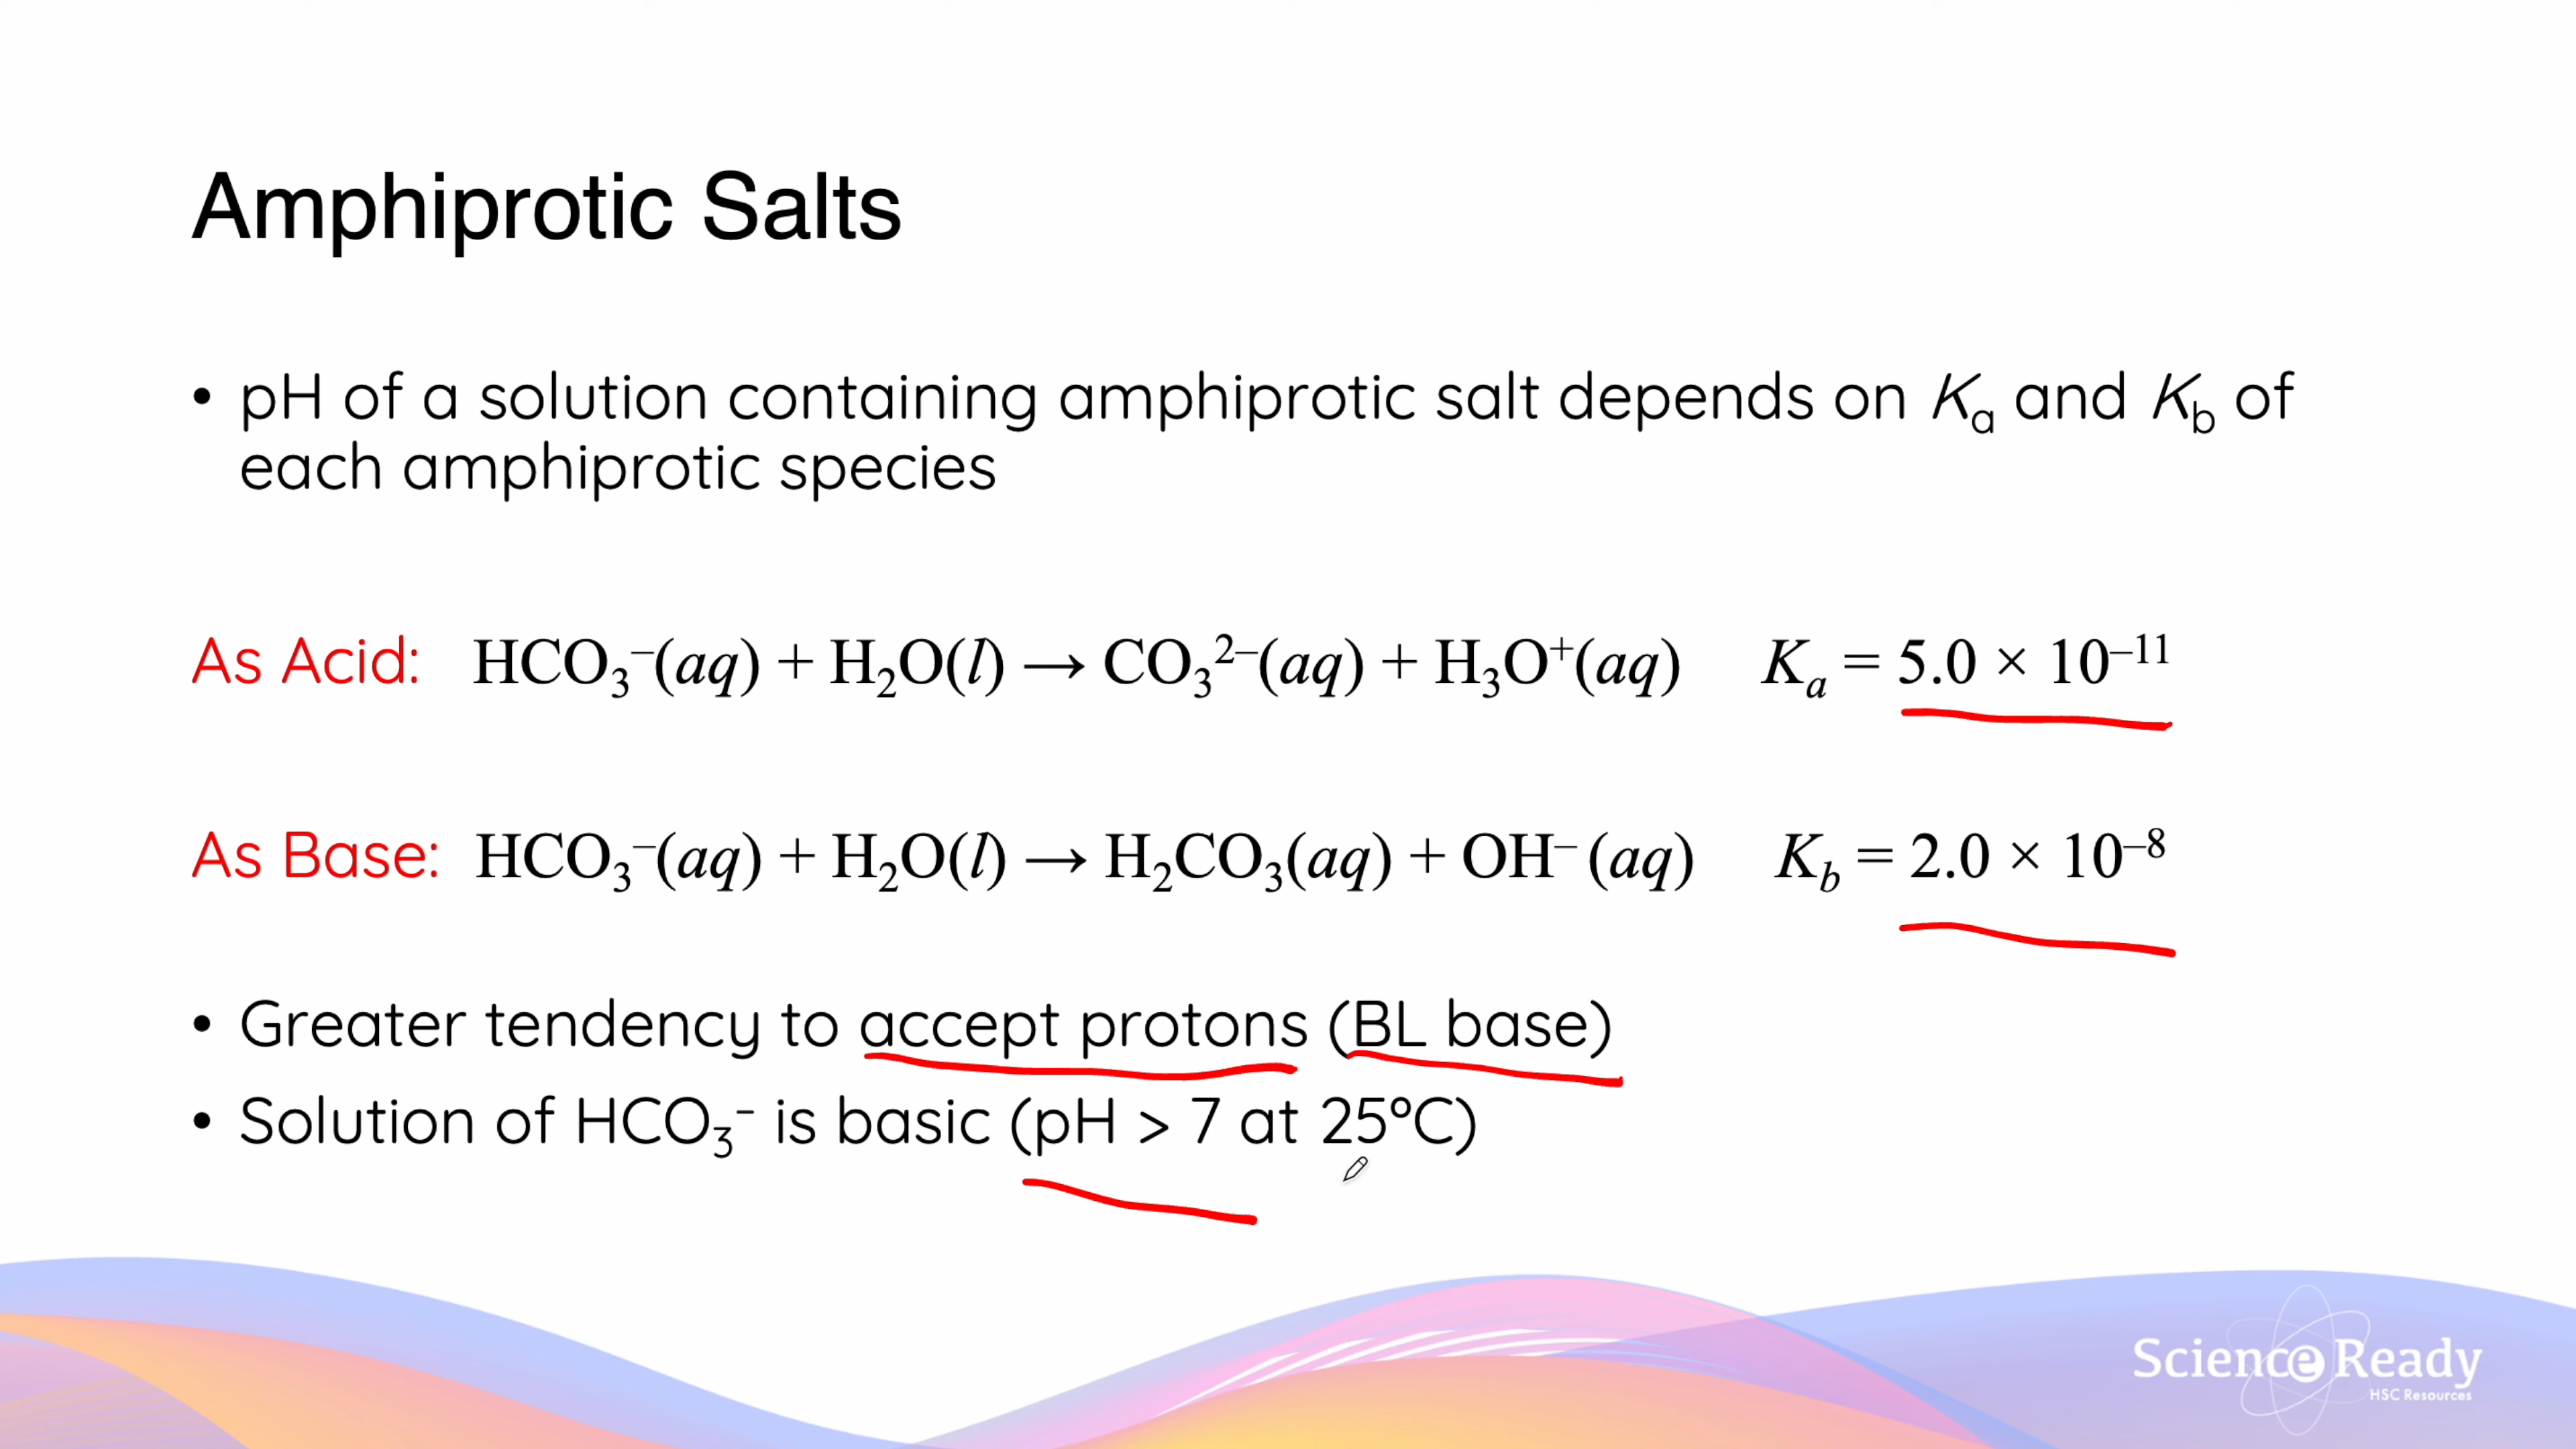 Amphiprotic Salts
• pH of a solution containing amphiprotic salt depends on Kₐ and K_b of
each amphiprotic species
As Acid: HCO₃⁻(aq) + H₂O(l) → CO₃²⁻(aq) + H₃O⁺(aq) Kₐ = 5.0 × 10⁻¹¹
As Base: HCO₃⁻(aq) + H₂O(l) → H₂CO₃(aq) + OH⁻ (aq) K_b = 2.0 × 10⁻⁸
• Greater tendency to accept protons (BL base)
• Solution of HCO₃⁻ is basic (pH > 7 at 25°C)
Science Ready
HSC Resources